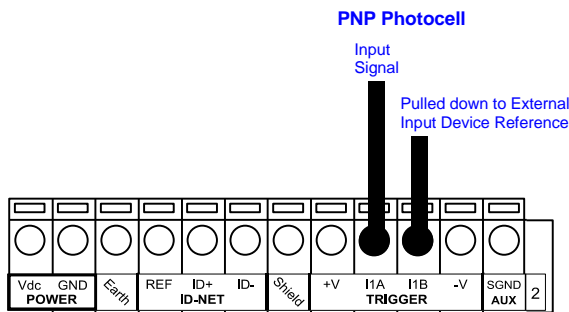 PNP Photocell
Input
Signal
Pulled down to External
Input Device Reference
Vdc GND Earth REF ID+ ID- Shield +V I1A I1B -V SGND 2
POWER ID-NET TRIGGER AUX